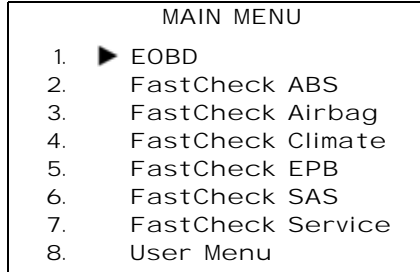 MAIN MENU
1. ▶ EOBD
2. FastCheck ABS
3. FastCheck Airbag
4. FastCheck Climate
5. FastCheck EPB
6. FastCheck SAS
7. FastCheck Service
8. User Menu